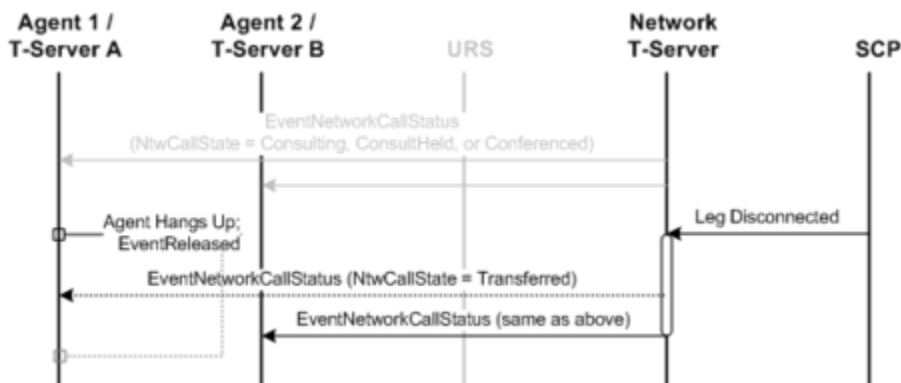 Agent 1 / Agent 2 / Network
T-Server A T-Server B URS T-Server SCP
EventNetworkCallStatus
(NtwCallState = Consulting, ConsultHeld, or Conferenced)
Agent Hangs Up; Leg Disconnected
EventReleased
EventNetworkCallStatus (NtwCallState = Transferred)
EventNetworkCallStatus (same as above)